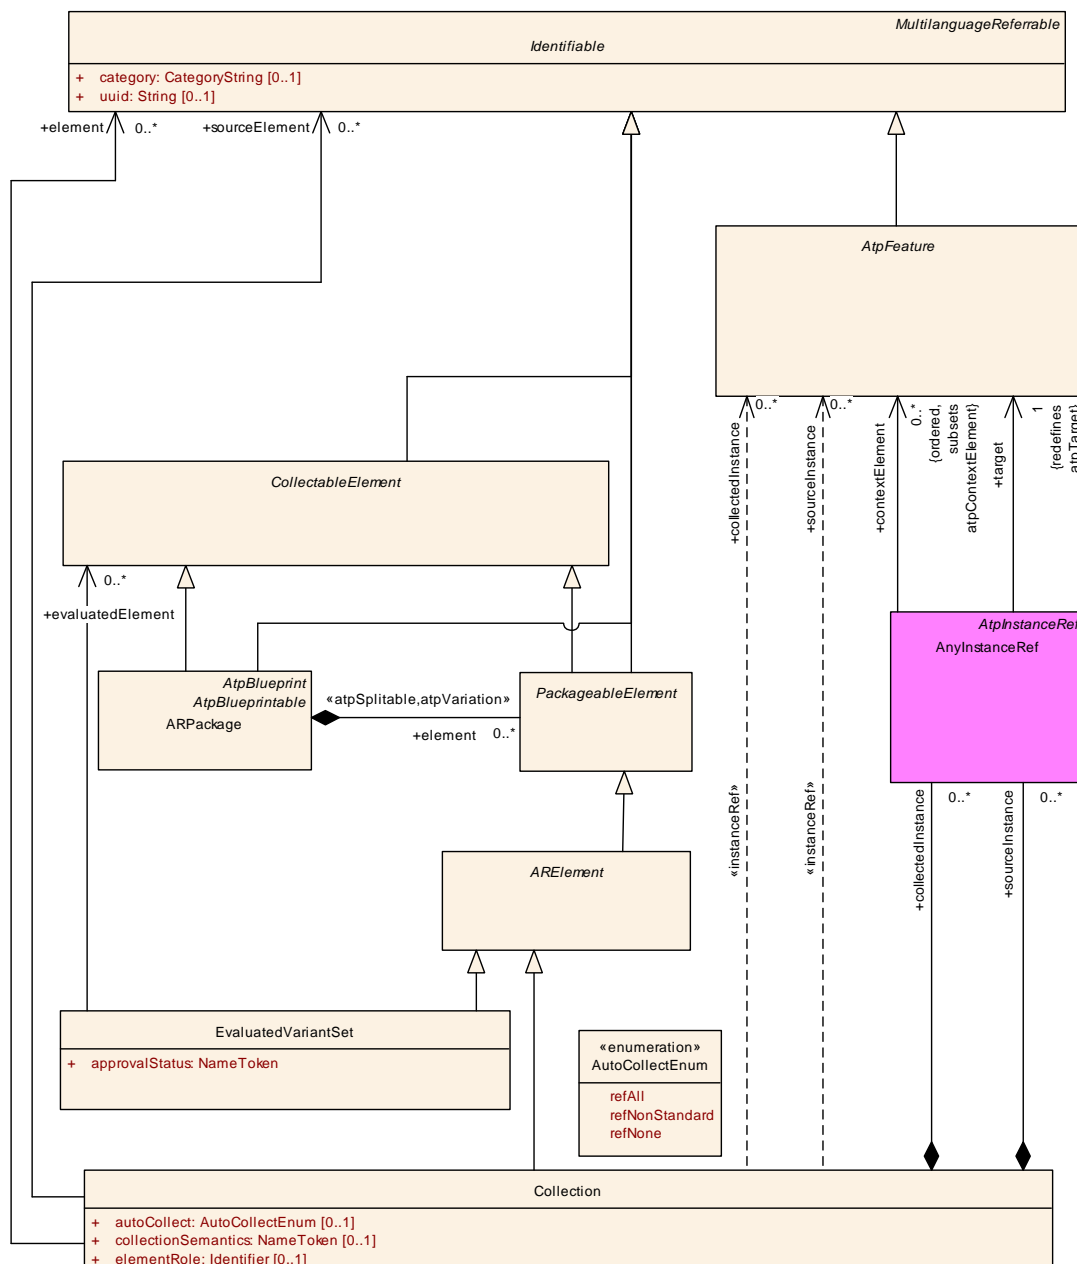 MultilanguageReferrable
Identifiable
+ category: CategoryString [0..1]
+ uuid: String [0..1]
+element
0..*
+sourceElement
0..*
AtpFeature
0..*
+collectedInstance
0..*
+sourceInstance
+contextElement
0..*
{ordered,
subsets
atpContextElement}
+target
1
{redefines
atpTarget}
CollectableElement
0..*
+evaluatedElement
AtpInstanceRef
AnyInstanceRef
AtpBlueprint
AtpBlueprintable
ARPackage
«atpSplitable,atpVariation»
+element
0..*
PackageableElement
«instanceRef»
«instanceRef»
+collectedInstance
0..*
+sourceInstance
0..*
ARElement
EvaluatedVariantSet
+ approvalStatus: NameToken
«enumeration»
AutoCollectEnum
refAll
refNonStandard
refNone
Collection
+ autoCollect: AutoCollectEnum [0..1]
+ collectionSemantics: NameToken [0..1]
+ elementRole: Identifier [0..1]